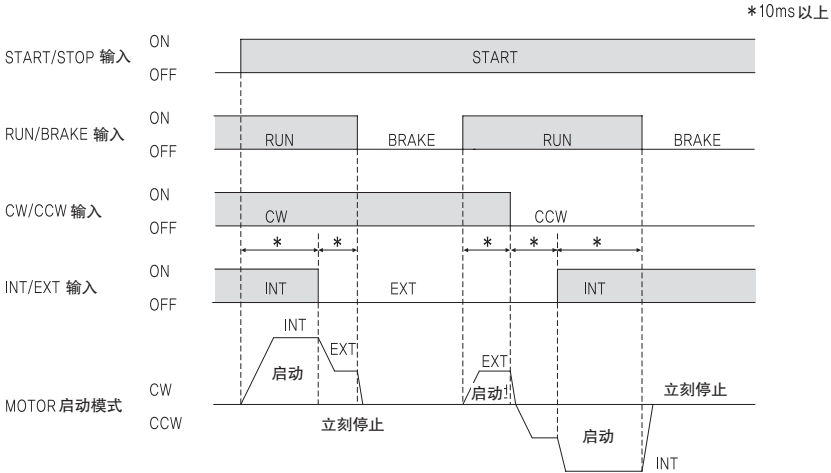 *10ms以上
START/STOP 输入
ON
OFF
START
RUN/BRAKE 输入
ON
OFF
RUN
BRAKE
RUN
BRAKE
CW/CCW 输入
ON
OFF
CW
CCW
* * * * *
INT/EXT 输入
ON
OFF
INT
EXT
INT
MOTOR 启动模式
CW
CCW
INT
EXT
启动
立刻停止
EXT
启动
启动
立刻停止
INT